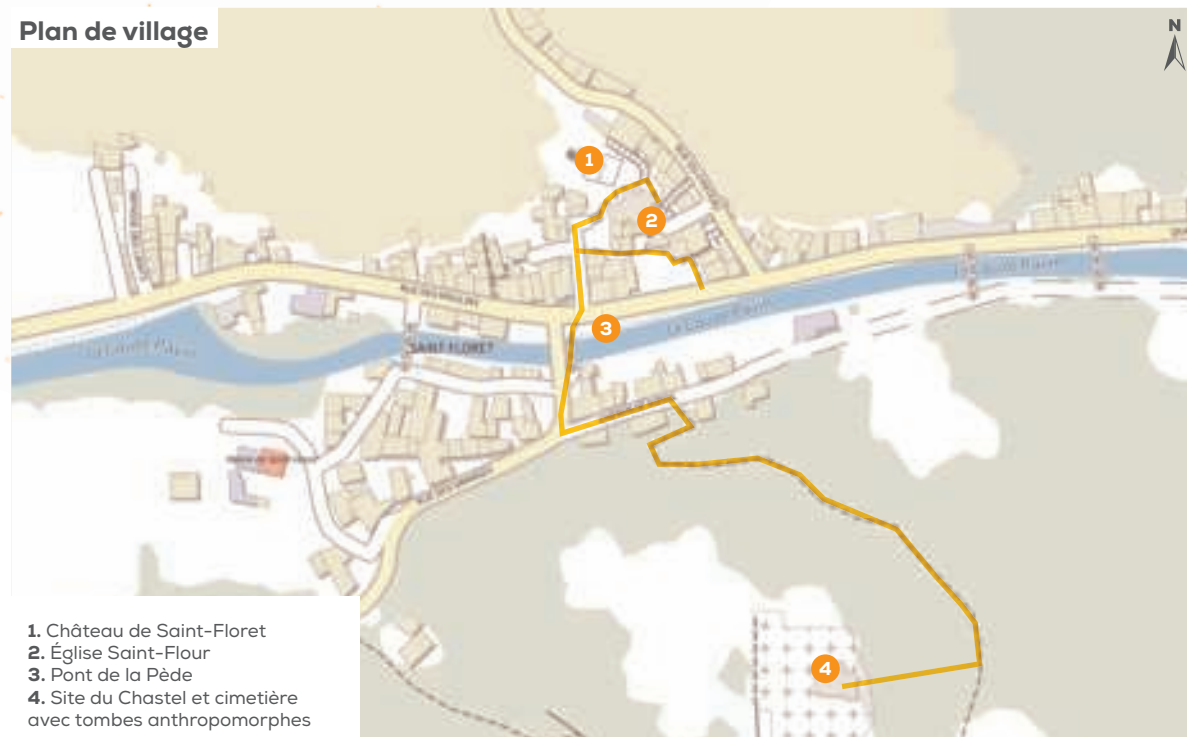 Plan de village
N
1
2
3
4
SAINT-FLORET
1. Château de Saint-Floret
2. Église Saint-Flour
3. Pont de la Pède
4. Site du Chastel et cimetière
avec tombes anthropomorphes